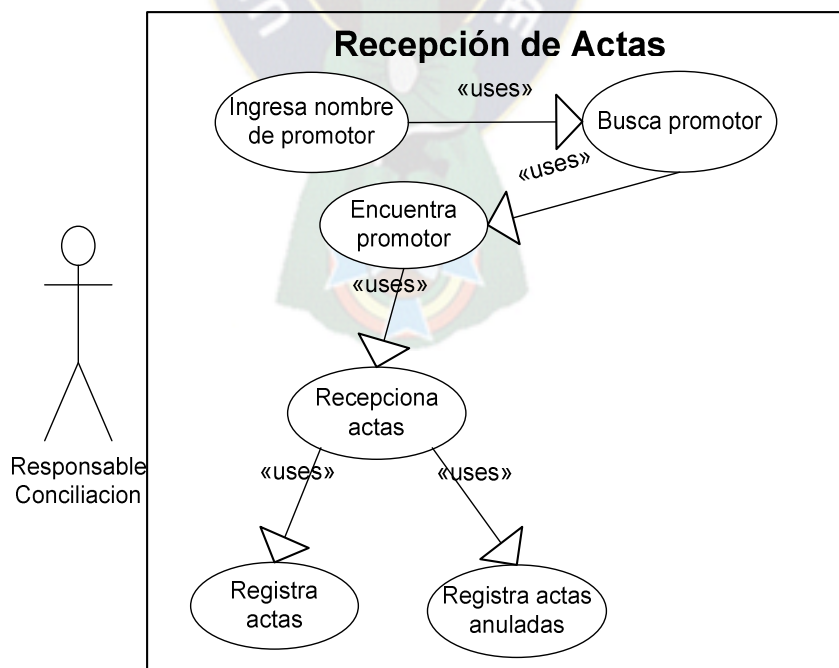 Recepción de Actas
«uses»
Ingresa nombre
de promotor
Busca promotor
«uses»
Encuentra
promotor
«uses»
Recepciona
actas
Responsable
Conciliacion
«uses»
«uses»
Registra
actas
Registra actas
anuladas